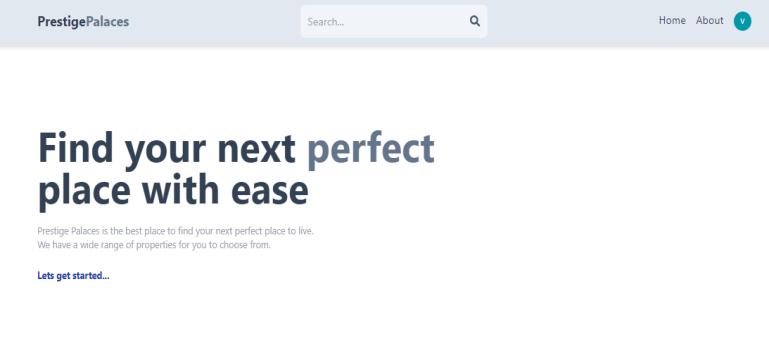 PrestigePalaces
Search...
Home About V
Find your next perfect
place with ease
Prestige Palaces is the best place to find your next perfect place to live.
We have a wide range of properties for you to choose from.
Lets get started...